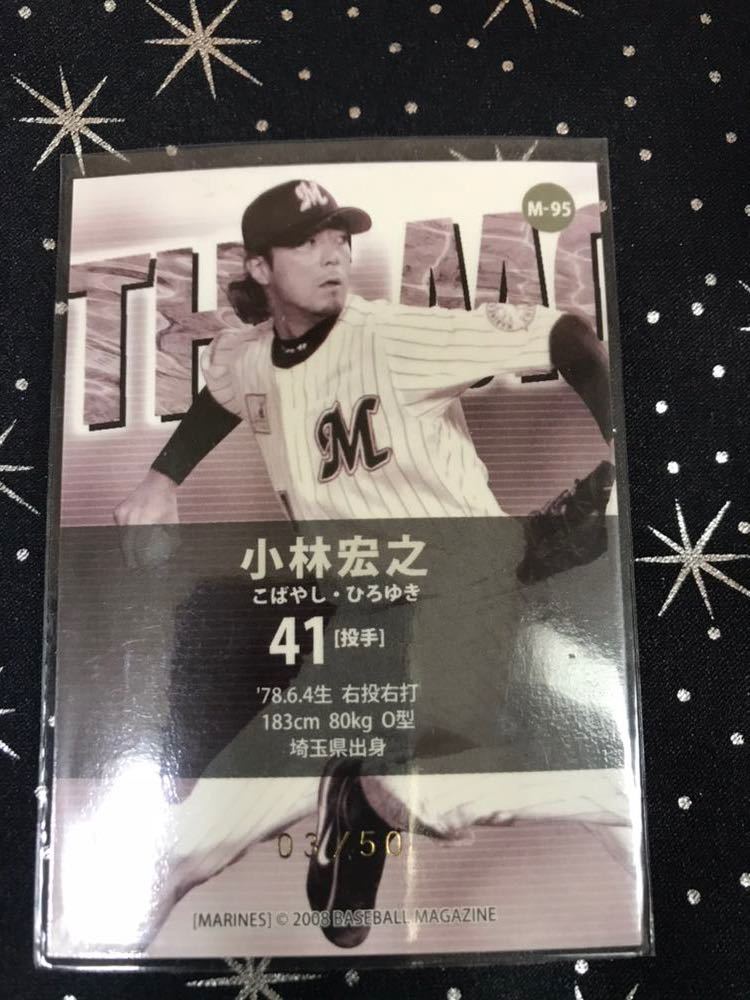 M
M-95
TH
M
小林宏之
こばやし・ひろゆき
41 [投手]
'78.6.4生 右投右打
183cm 80kg O型
埼玉県出身
03/50
[MARINES] © 2008 BASEBALL MAGAZINE